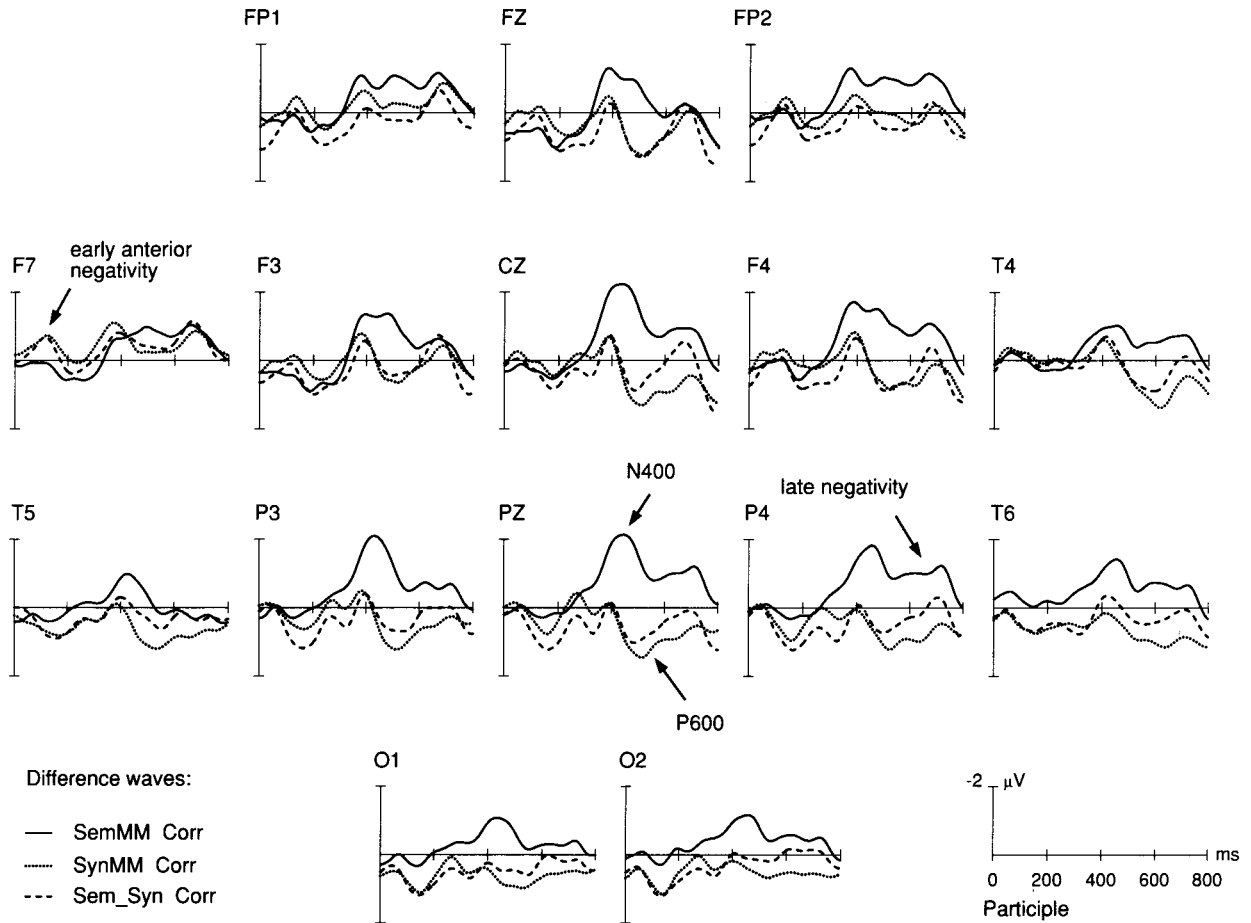 FP1 FZ FP2
early anterior
negativity
F7 F3 CZ F4 T4
N400
late negativity
T5 P3 PZ P4 T6
P600
O1 O2
Difference waves:
SemMM Corr
SynMM Corr
Sem_Syn Corr
-2 μV
ms
0 200 400 600 800
Participle